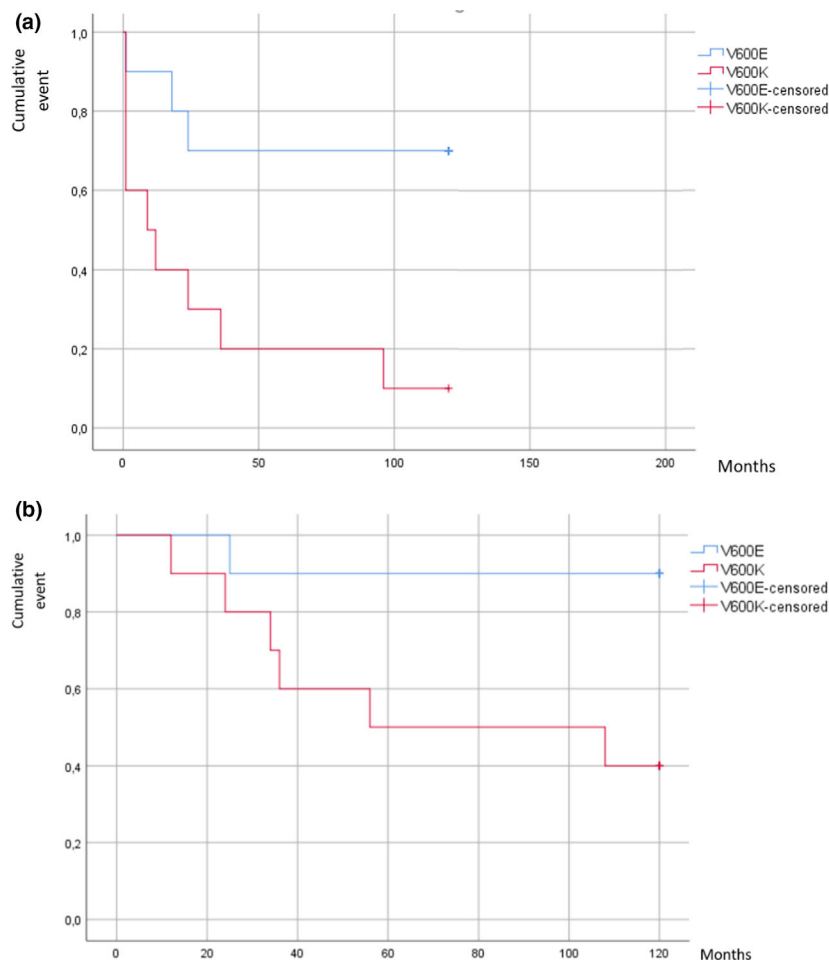 (a)
Cumulative
event
1,0
0,8
0,6
0,4
0,2
0,0
0 50 100 150 200
Months
V600E
V600K
V600E-censored
V600K-censored
(b)
Cumulative
event
1,0
0,8
0,6
0,4
0,2
0,0
0 20 40 60 80 100 120
Months
V600E
V600K
V600E-censored
V600K-censored